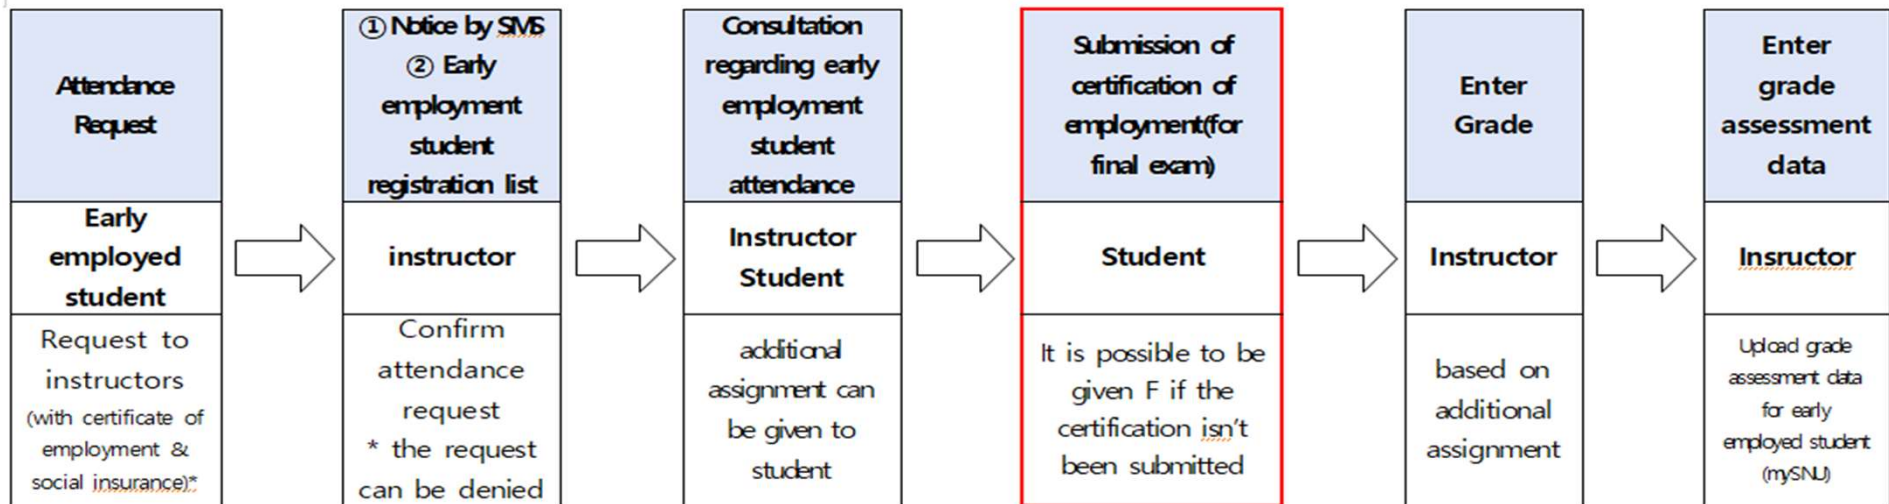 Attendance
Request
Early
employed
student
Request to
instructors
(with certificate of
employment &
social insurance)*
① Notice by SMS
② Early
employment
student
registration list
instructor
Confirm
attendance
request
* the request
can be denied
Consultation
regarding early
employment
student
attendance
Instructor
Student
additional
assignment can
be given to
student
Submission of
certification of
employment(for
final exam)
Student
It is possible to be
given F if the
certification isn't
been submitted
Enter
Grade
Instructor
based on
additional
assignment
Enter
grade
assessment
data
Insructor
Upload grade
assessment data
for early
employed student
(mySNU)